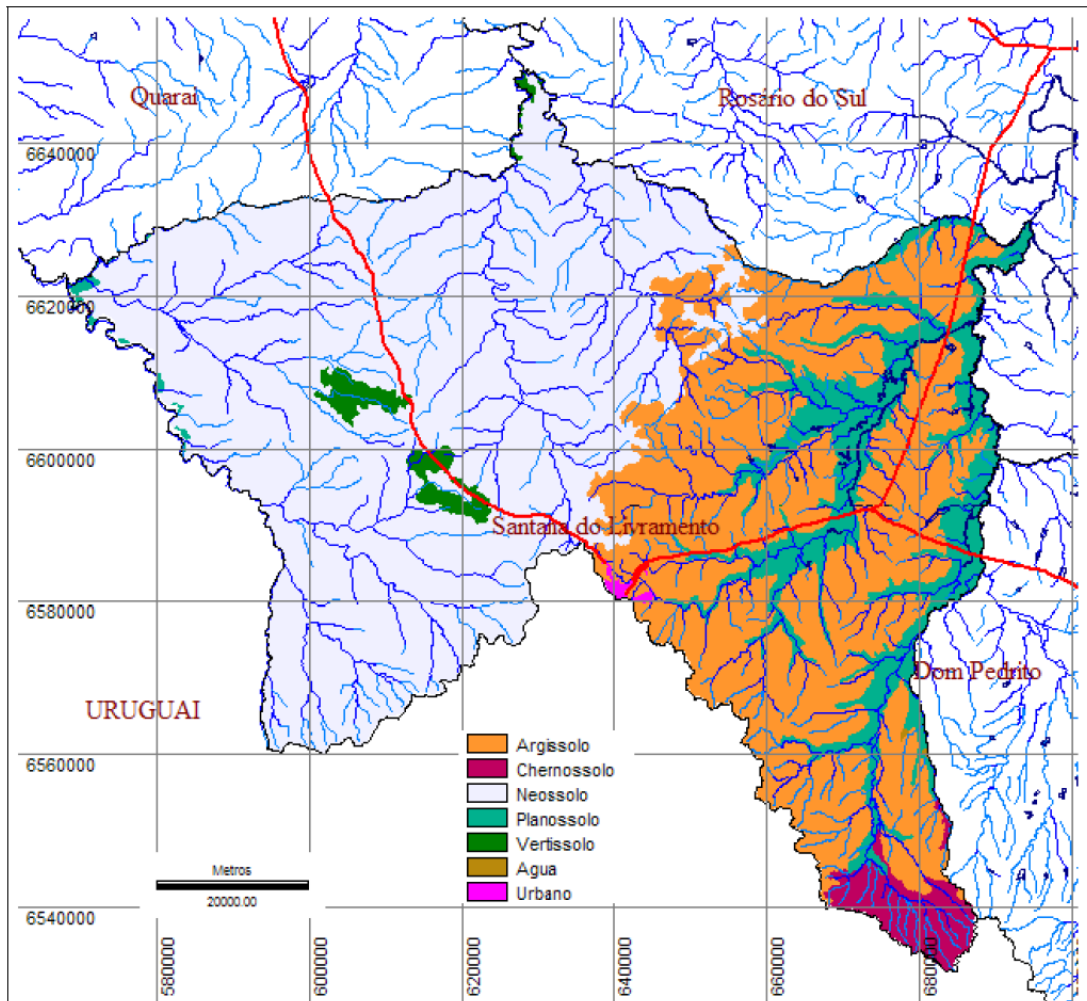 Quaraí
Rosário do Sul
6640000
6620000
6600000
Santana do Livramento
6580000
Dom Pedrito
URUGUAI
6560000
Argissolo
Chernossolo
Neossolo
Planossolo
Vertissolo
Agua
Urbano
Metros
20000.00
6540000
580000
600000
620000
640000
660000
680000